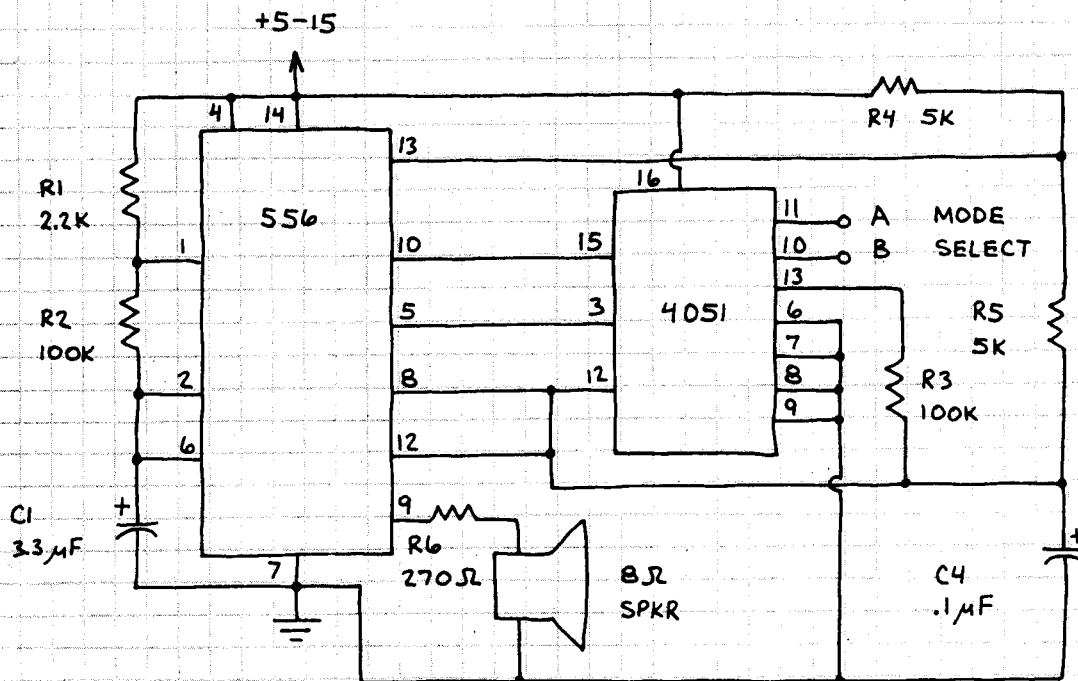 +5-15
4 14
R4 5K
13
16
R1
2.2K
556
11 A MODE
10 B SELECT
1
10 15
13
R2
100K
5 3 4051 6
R5
5K
7
2 8 12 8
R3
100K
9
6 12
C1
+
3.3µF
9
R6
270Ω
7
8Ω
SPKR
+
C4
.1µF